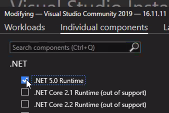 Modifying — Visual Studio Community 2019 — 16.11.11
Workloads Individual components La
Search components (Ctrl+Q)
.NET
.NET 5.0 Runtime
.NET Core 2.1 Runtime (out of support)
.NET Core 2.2 Runtime (out of support)